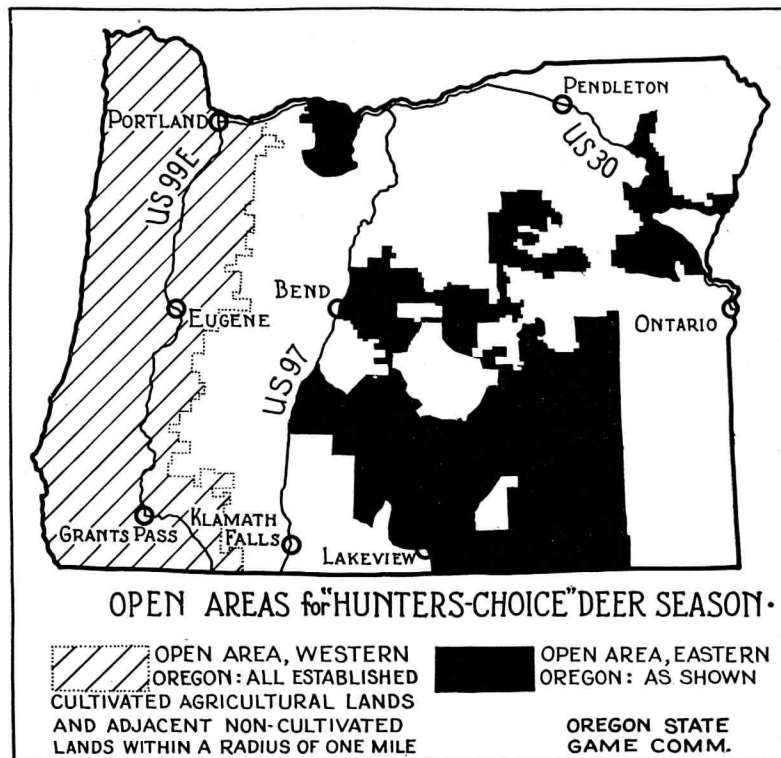 PORTLAND
PENDLETON
US 99E
US 30
BEND
EUGENE
ONTARIO
US 97
GRANTS PASS
KLAMATH
FALLS
LAKEVIEW
OPEN AREAS for "HUNTERS-CHOICE" DEER SEASON.
OPEN AREA, WESTERN
OREGON: ALL ESTABLISHED
CULTIVATED AGRICULTURAL LANDS
AND ADJACENT NON-CULTIVATED
LANDS WITHIN A RADIUS OF ONE MILE
OPEN AREA, EASTERN
OREGON: AS SHOWN
OREGON STATE
GAME COMM.